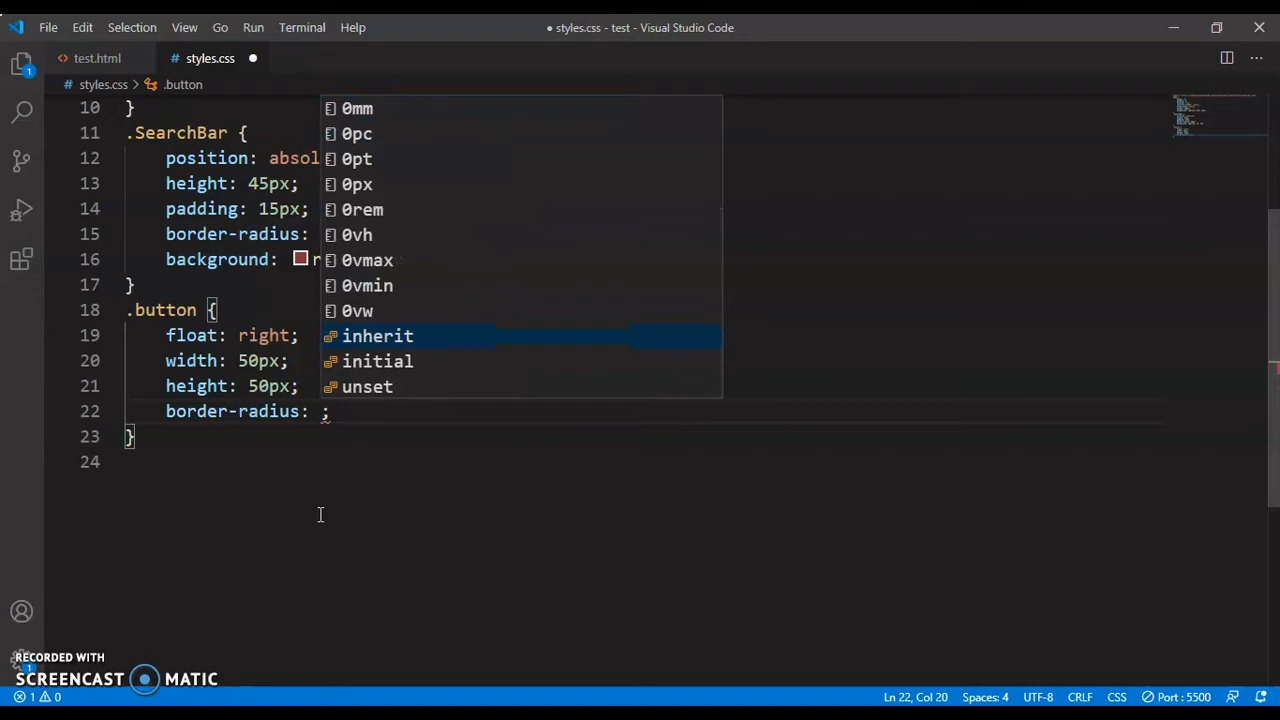 File Edit Selection View Go Run Terminal Help ● styles.css - test - Visual Studio Code
<> test.html # styles.css ●
# styles.css > .button
10 }
11 .SearchBar {
12 position: absol
13 height: 45px;
14 padding: 15px;
15 border-radius:
16 background: r
17 }
18 .button {
19 float: right;
20 width: 50px;
21 height: 50px;
22 border-radius: ;
23 }
24
0mm
0pc
0pt
0px
0rem
0vh
0vmax
0vmin
0vw
inherit
initial
unset
1
1
RECORDED WITH
SCREENCAST MATIC
1 0 Ln 22, Col 20 Spaces: 4 UTF-8 CRLF CSS Port : 5500